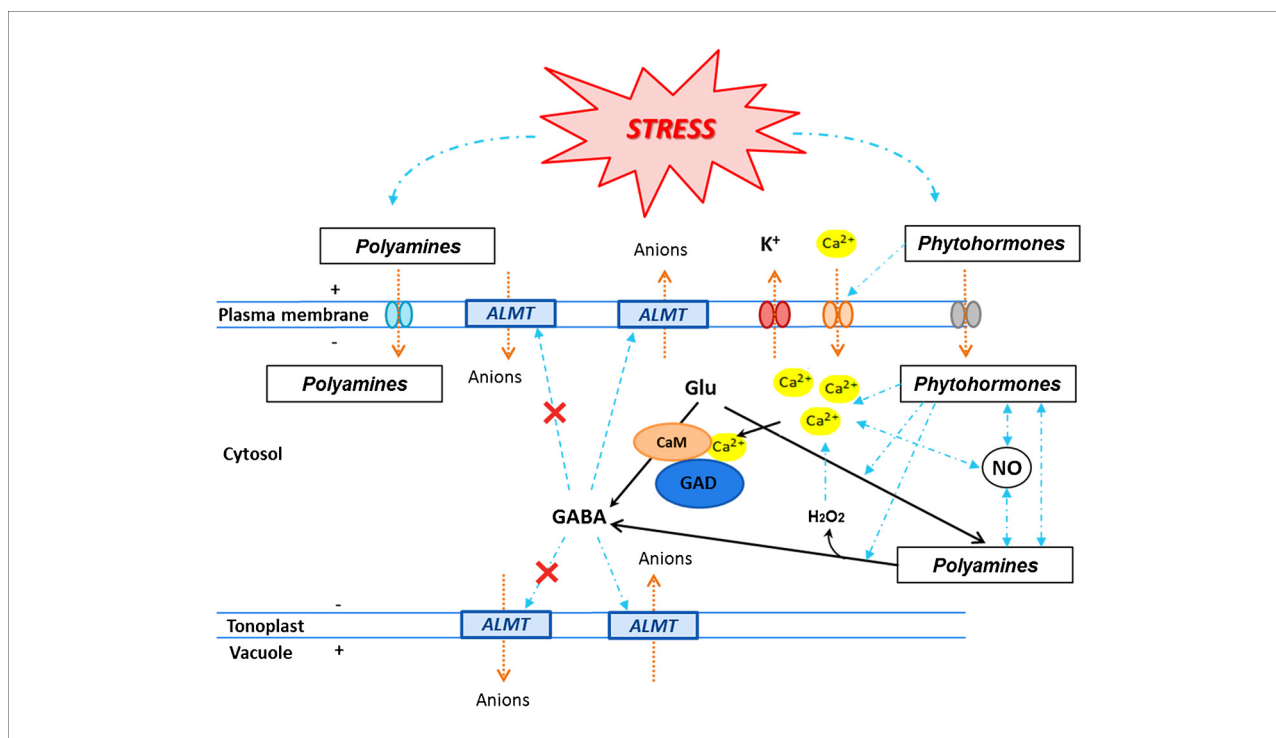 STRESS
Polyamines
Anions
K⁺
Ca²⁺
Phytohormones
+
Plasma membrane
ALMT
ALMT
-
Polyamines
Anions
Glu
Ca²⁺
Ca²⁺
Phytohormones
Ca²⁺
CaM
Ca²⁺
Cytosol
NO
GAD
GABA
H₂O₂
Anions
Polyamines
-
Tonoplast
ALMT
ALMT
Vacuole
+
Anions